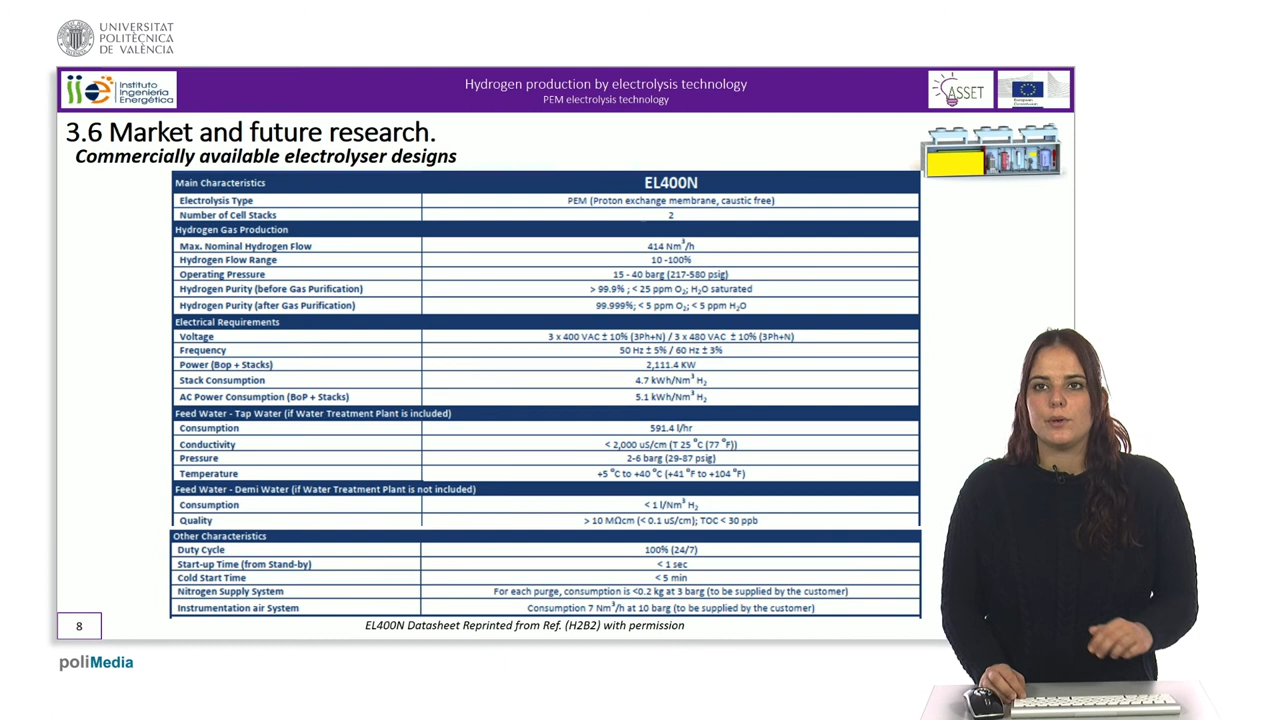 UNIVERSITAT
POLITÈCNICA
DE VALÈNCIA
Instituto
Ingeniería
Energética
Hydrogen production by electrolysis technology
PEM electrolysis technology
ASSET
European
Commission
3.6 Market and future research.
Commercially available electrolyser designs
Main Characteristics EL400N
Electrolysis Type PEM (Proton exchange membrane, caustic free)
Number of Cell Stacks 2
Hydrogen Gas Production
Max. Nominal Hydrogen Flow 414 Nm³/h
Hydrogen Flow Range 10 -100%
Operating Pressure 15 - 40 barg (217-580 psig)
Hydrogen Purity (before Gas Purification) > 99.9% ; < 25 ppm O₂; H₂O saturated
Hydrogen Purity (after Gas Purification) 99.999%; < 5 ppm O₂; < 5 ppm H₂O
Electrical Requirements
Voltage 3 x 400 VAC ± 10% (3Ph+N) / 3 x 480 VAC ± 10% (3Ph+N)
Frequency 50 Hz ± 5% / 60 Hz ± 3%
Power (Bop + Stacks) 2,111.4 KW
Stack Consumption 4.7 kWh/Nm³ H₂
AC Power Consumption (BoP + Stacks) 5.1 kWh/Nm³ H₂
Feed Water - Tap Water (if Water Treatment Plant is included)
Consumption 591.4 l/hr
Conductivity < 2,000 uS/cm (T 25 °C (77 °F))
Pressure 2-6 barg (29-87 psig)
Temperature +5 °C to +40 °C (+41 °F to +104 °F)
Feed Water - Demi Water (if Water Treatment Plant is not included)
Consumption < 1 l/Nm³ H₂
Quality > 10 MΩcm (< 0.1 uS/cm); TOC < 30 ppb
Other Characteristics
Duty Cycle 100% (24/7)
Start-up Time (from Stand-by) < 1 sec
Cold Start Time < 5 min
Nitrogen Supply System For each purge, consumption is <0.2 kg at 3 barg (to be supplied by the customer)
Instrumentation air System Consumption 7 Nm³/h at 10 barg (to be supplied by the customer)
8
EL400N Datasheet Reprinted from Ref. (H2B2) with permission
poliMedia